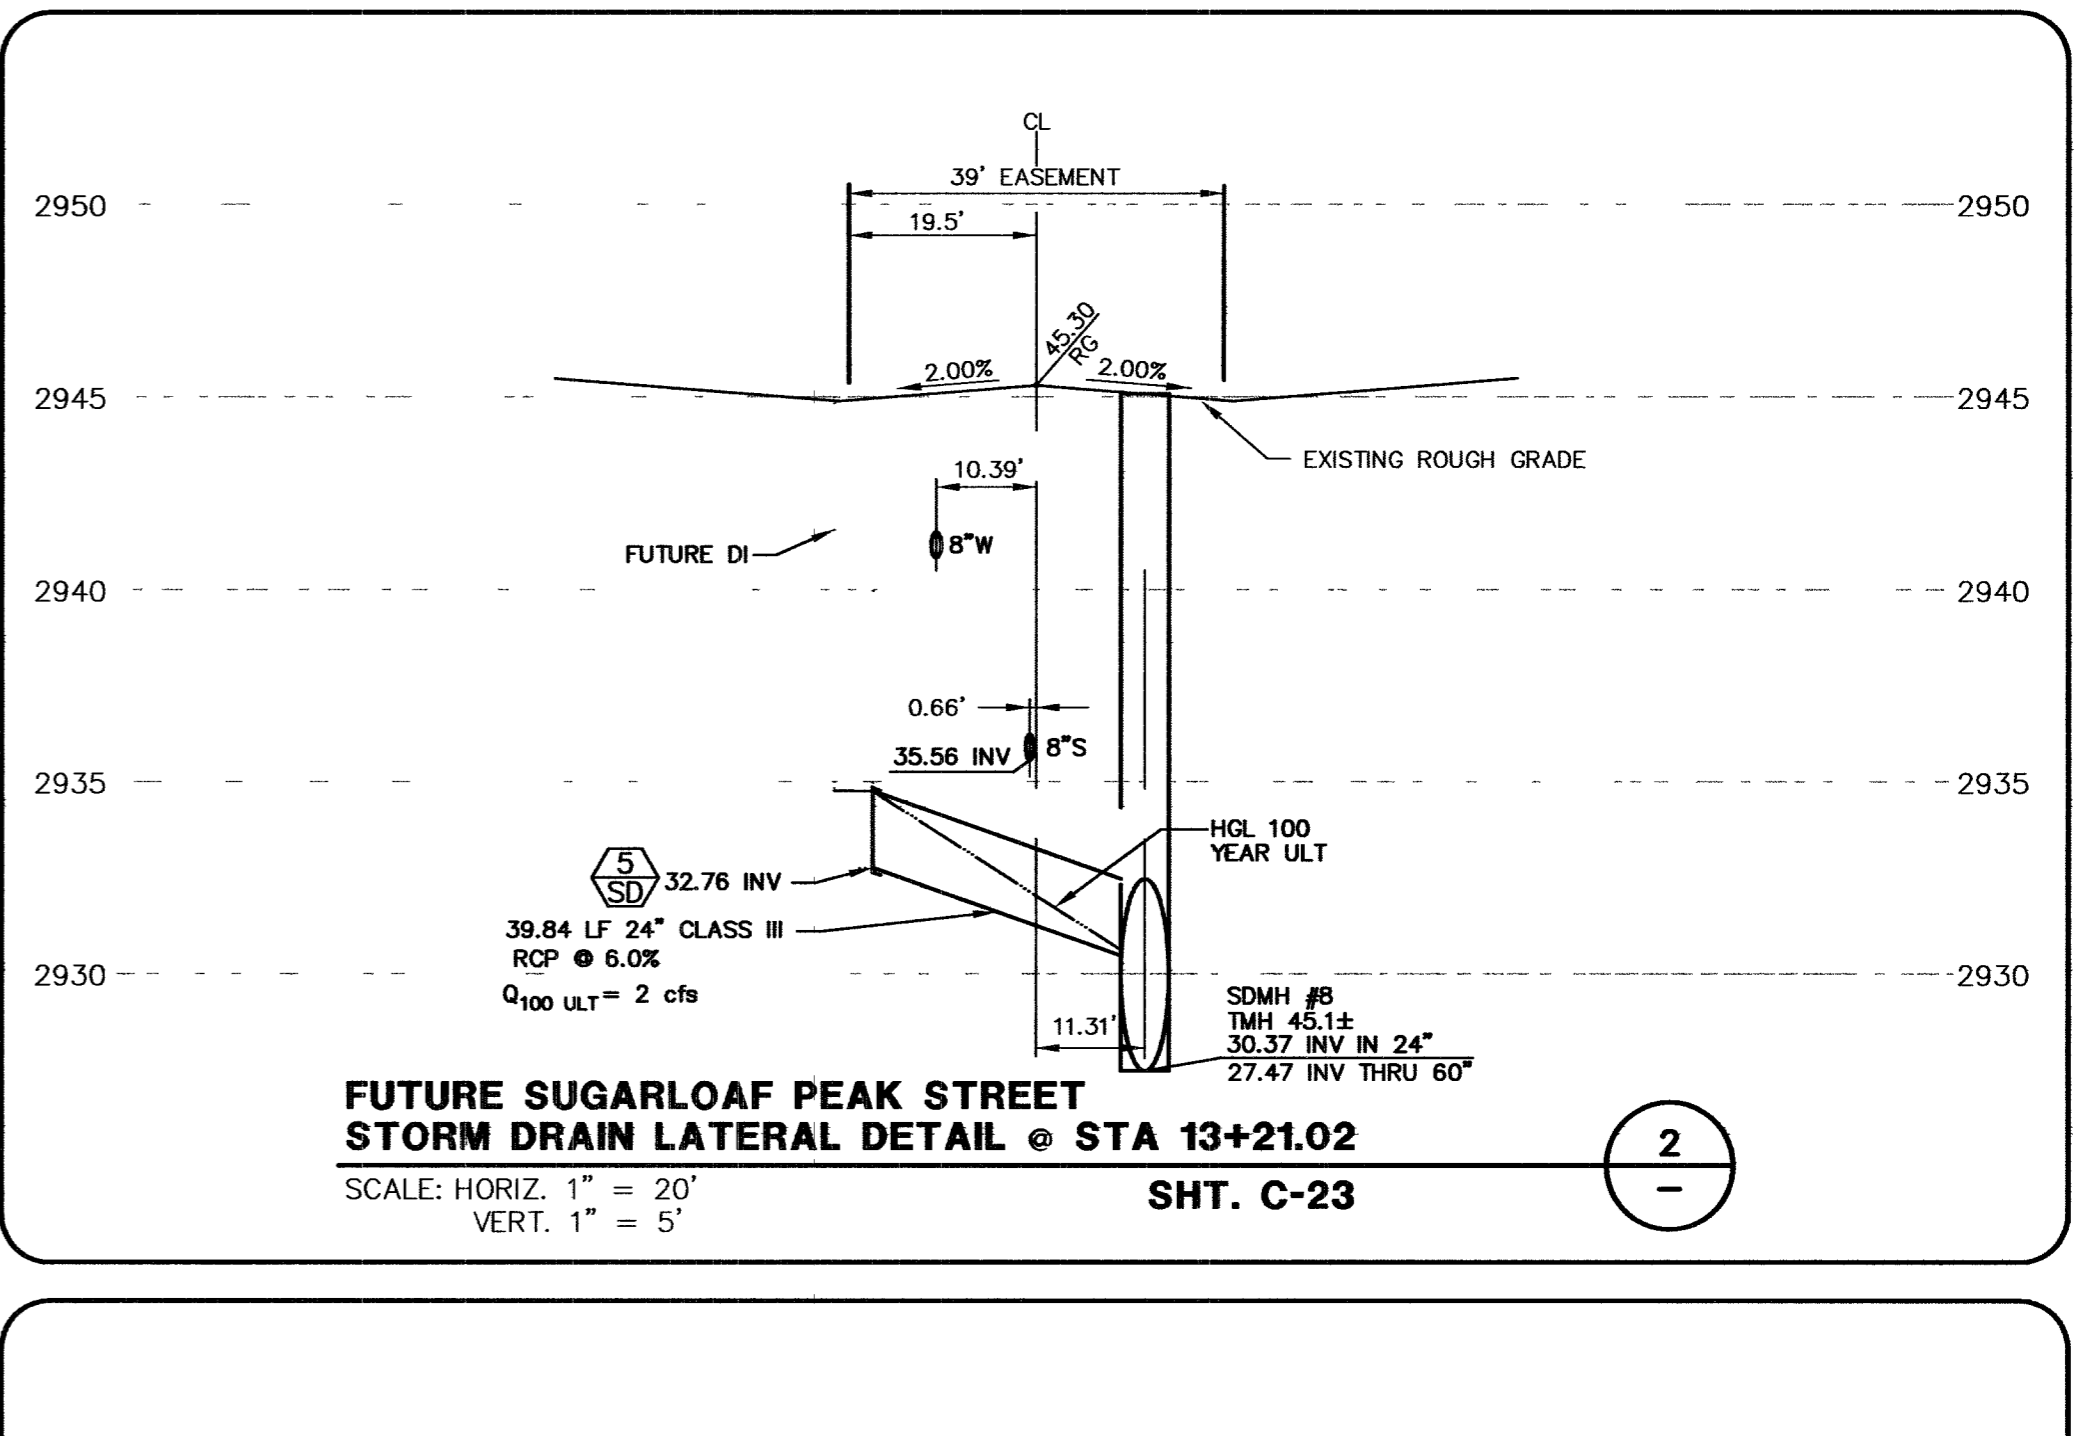 CL
39' EASEMENT
2950
2950
19.5'
45.30
RG
2.00%
2.00%
2945
2945
EXISTING ROUGH GRADE
10.39'
FUTURE DI
8"W
2940
2940
0.66'
8"S
35.56 INV
2935
2935
HGL 100
YEAR ULT
5
SD
32.76 INV
39.84 LF 24" CLASS III
RCP @ 6.0%
Q100 ULT = 2 cfs
2930
2930
11.31'
SDMH #8
TMH 45.1±
30.37 INV IN 24"
27.47 INV THRU 60"
FUTURE SUGARLOAF PEAK STREET
STORM DRAIN LATERAL DETAIL @ STA 13+21.02
2
–
SCALE: HORIZ. 1" = 20'
VERT. 1" = 5'
SHT. C-23